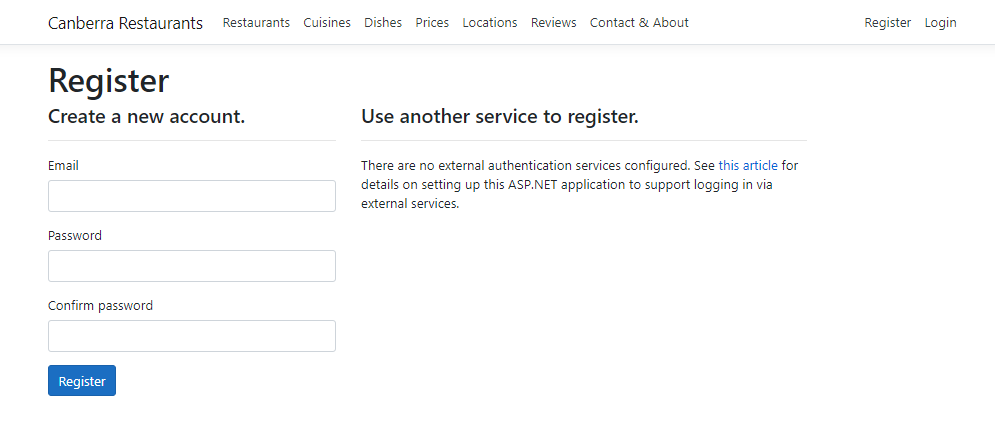 Canberra Restaurants Restaurants Cuisines Dishes Prices Locations Reviews Contact & About Register Login
Register
Create a new account.
Email
Password
Confirm password
Register
Use another service to register.
There are no external authentication services configured. See this article for
details on setting up this ASP.NET application to support logging in via
external services.